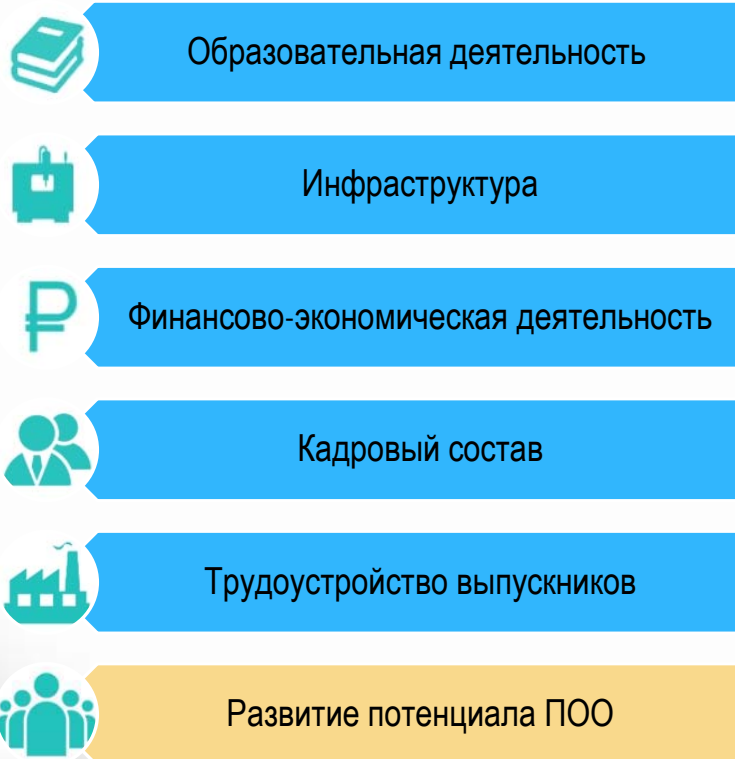 Образовательная деятельность
Инфраструктура
Финансово-экономическая деятельность
Кадровый состав
Трудоустройство выпускников
Развитие потенциала ПОО